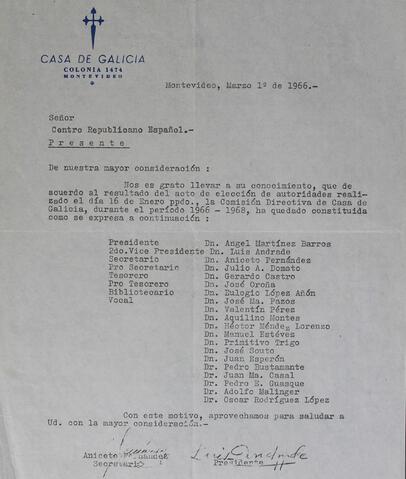 CASA DE GALICIA
COLONIA 1474
MONTEVIDEO
Montevideo, Marzo 1º de 1966.-
Señor
Centro Republicano Español.-
Presente
De nuestra mayor consideración :
Nos es grato llevar a su conocimiento, que de
acuerdo al resultado del acto de elección de autoridades reali-
zado el día 16 de Enero ppdo., la Comisión Directiva de Casa de
Galicia, durante el período 1966 - 1968, ha quedado constituida
como se expresa a continuación :
Presidente Dn. Angel Martínez Barros
2do.Vice Presidente Dn. Luis Andrade
Secretario Dn. Aniceto Fernández
Pro Secretario Dn. Julio A. Donato
Tesorero Dn. Gerardo Castro
Pro Tesorero Dn. José Oroña
Bibliotecario Dn. Eulogio López Añón
Vocal Dn. José Ma. Pazos
Dn. Valentín Pérez
Dn. Aquilino Montes
Dn. Héctor Méndez Lorenzo
Dn. Manuel Estévez
Dn. Primitivo Trigo
Dn. José Souto
Dn. Juan Esperón
Dr. Pedro Bustamante
Dr. Juan Ma. Casal
Dr. Pedro E. Guasque
Dr. Adolfo Malinger
Dr. Oscar Rodríguez López
Con este motivo, aprovechamos para saludar a
Ud. con la mayor consideración.-
Luis Andrade
Aniceto Fernández
Secretario Presidente